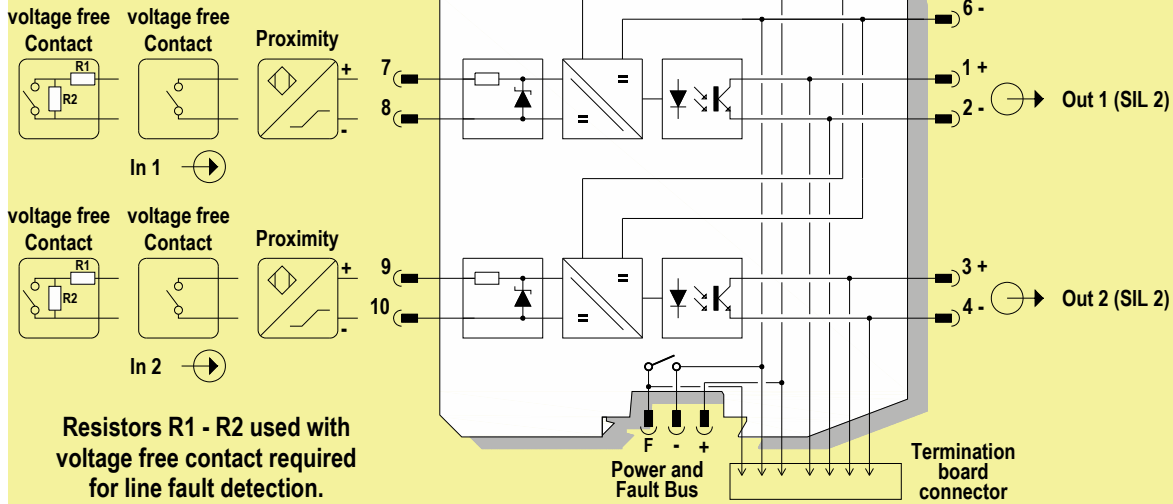 6 -
voltage free Contact
voltage free Contact
Proximity
R1
R2
+
-
7
8
1 +
2 -
Out 1 (SIL 2)
In 1
voltage free Contact
voltage free Contact
Proximity
R1
R2
+
-
9
10
3 +
4 -
Out 2 (SIL 2)
In 2
Resistors R1 - R2 used with
voltage free contact required
for line fault detection.
F - +
Power and
Fault Bus
Termination
board
connector